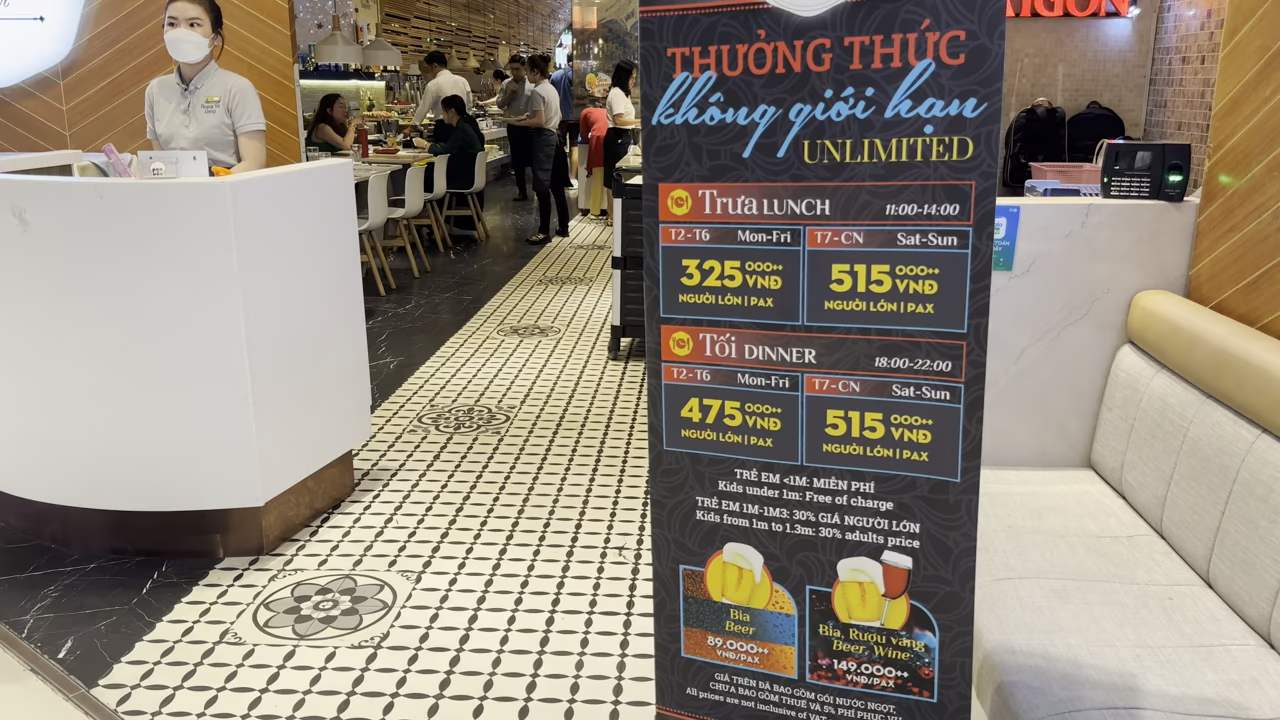 SAIGON
THƯỞNG THỨC
không giới hạn
UNLIMITED
Trưa LUNCH 11:00-14:00
T2-T6 Mon-Fri
T7-CN Sat-Sun
325 000++ VNĐ
NGƯỜI LỚN | PAX
515 000++ VNĐ
NGƯỜI LỚN | PAX
Tối DINNER 18:00-22:00
T2-T6 Mon-Fri
T7-CN Sat-Sun
475 000++ VNĐ
NGƯỜI LỚN | PAX
515 000++ VNĐ
NGƯỜI LỚN | PAX
TRẺ EM <1M: MIỄN PHÍ
Kids under 1m: Free of charge
TRẺ EM 1M-1M3: 30% GIÁ NGƯỜI LỚN
Kids from 1m to 1.3m: 30% adults price
Bia
Beer
89.000++
VNĐ/PAX
Bia, Rượu vang
Beer, Wine
149.000++
VNĐ/PAX
GIÁ TRÊN ĐÃ BAO GỒM GÓI NƯỚC NGỌT,
CHƯA BAO GỒM THUẾ VÀ 5% PHÍ PHỤC VỤ
All prices are not inclusive of VAT